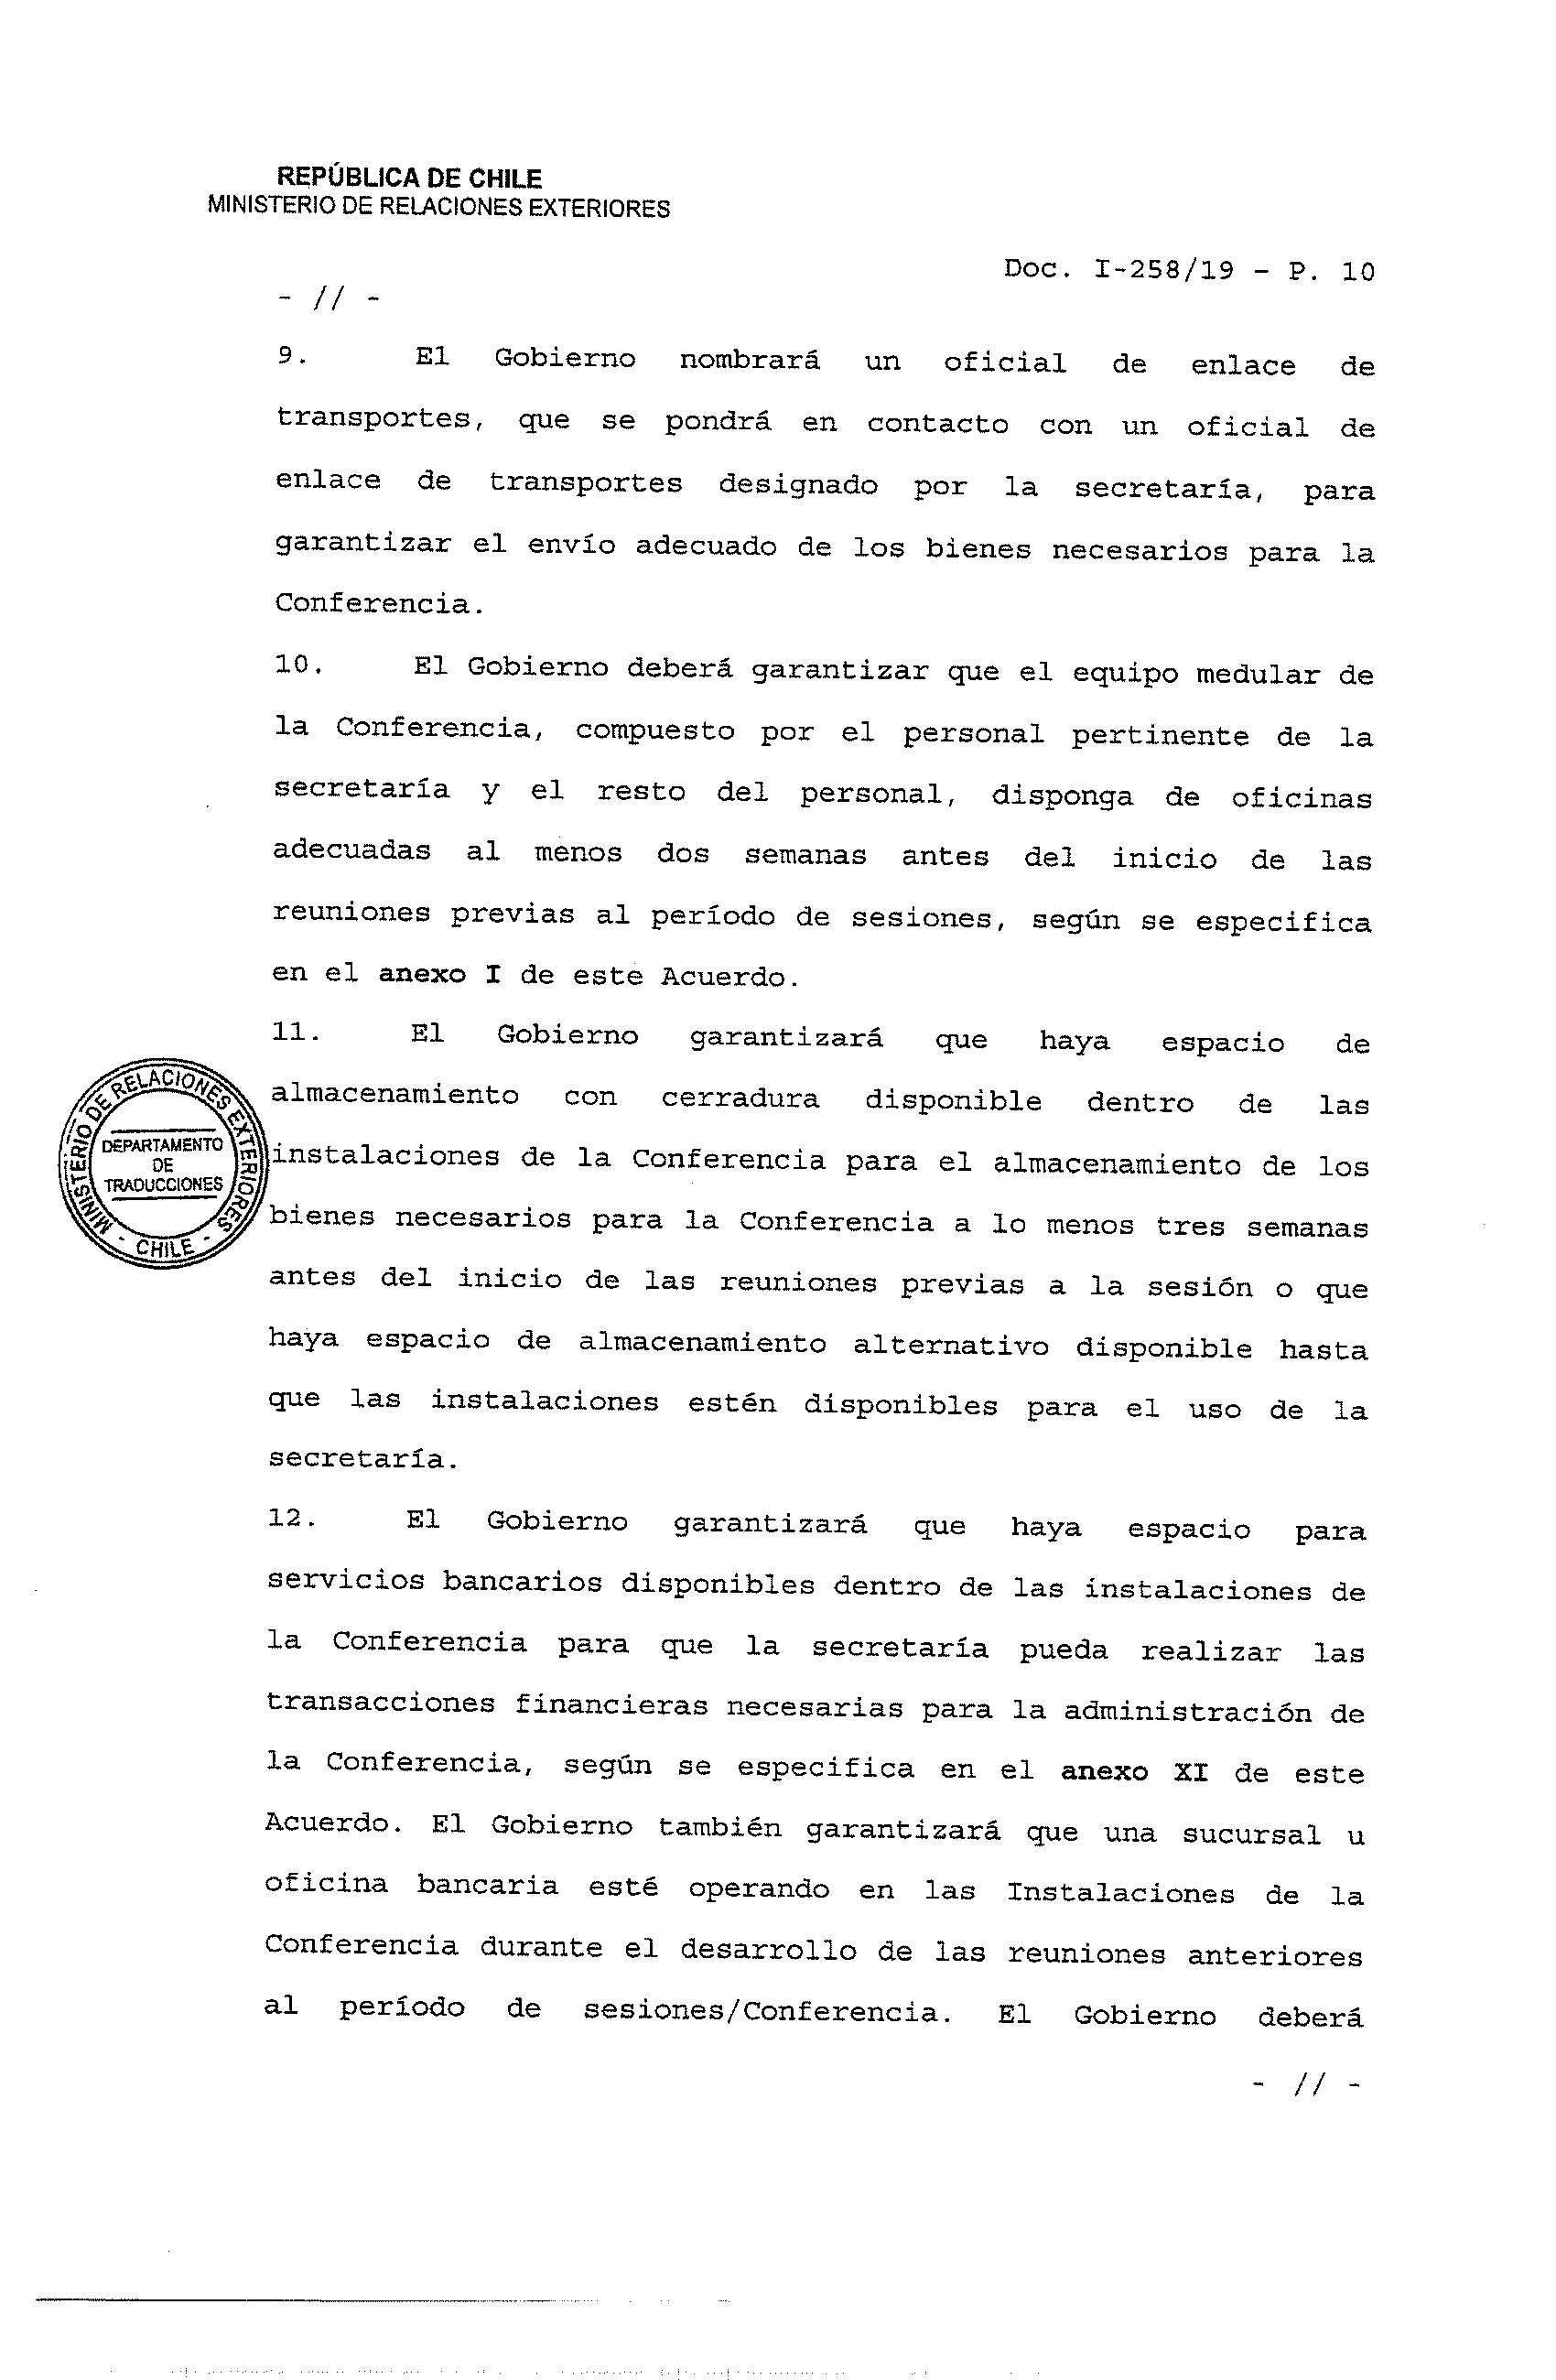 REPÚBLICA DE CHILE
MINISTERIO DE RELACIONES EXTERIORES
Doc. I-258/19 - P. 10
- // -
9. El Gobierno nombrará un oficial de enlace de
transportes, que se pondrá en contacto con un oficial de
enlace de transportes designado por la secretaría, para
garantizar el envío adecuado de los bienes necesarios para la
Conferencia.
10. El Gobierno deberá garantizar que el equipo medular de
la Conferencia, compuesto por el personal pertinente de la
secretaría y el resto del personal, disponga de oficinas
adecuadas al menos dos semanas antes del inicio de las
reuniones previas al período de sesiones, según se especifica
en el anexo I de este Acuerdo.
11. El Gobierno garantizará que haya espacio de
almacenamiento con cerradura disponible dentro de las
instalaciones de la Conferencia para el almacenamiento de los
bienes necesarios para la Conferencia a lo menos tres semanas
antes del inicio de las reuniones previas a la sesión o que
haya espacio de almacenamiento alternativo disponible hasta
que las instalaciones estén disponibles para el uso de la
secretaría.
12. El Gobierno garantizará que haya espacio para
servicios bancarios disponibles dentro de las instalaciones de
la Conferencia para que la secretaría pueda realizar las
transacciones financieras necesarias para la administración de
la Conferencia, según se especifica en el anexo XI de este
Acuerdo. El Gobierno también garantizará que una sucursal u
oficina bancaria esté operando en las Instalaciones de la
Conferencia durante el desarrollo de las reuniones anteriores
al período de sesiones/Conferencia. El Gobierno deberá
- // -
MINISTERIO DE RELACIONES EXTERIORES
DEPARTAMENTO
DE
TRADUCCIONES
- CHILE -